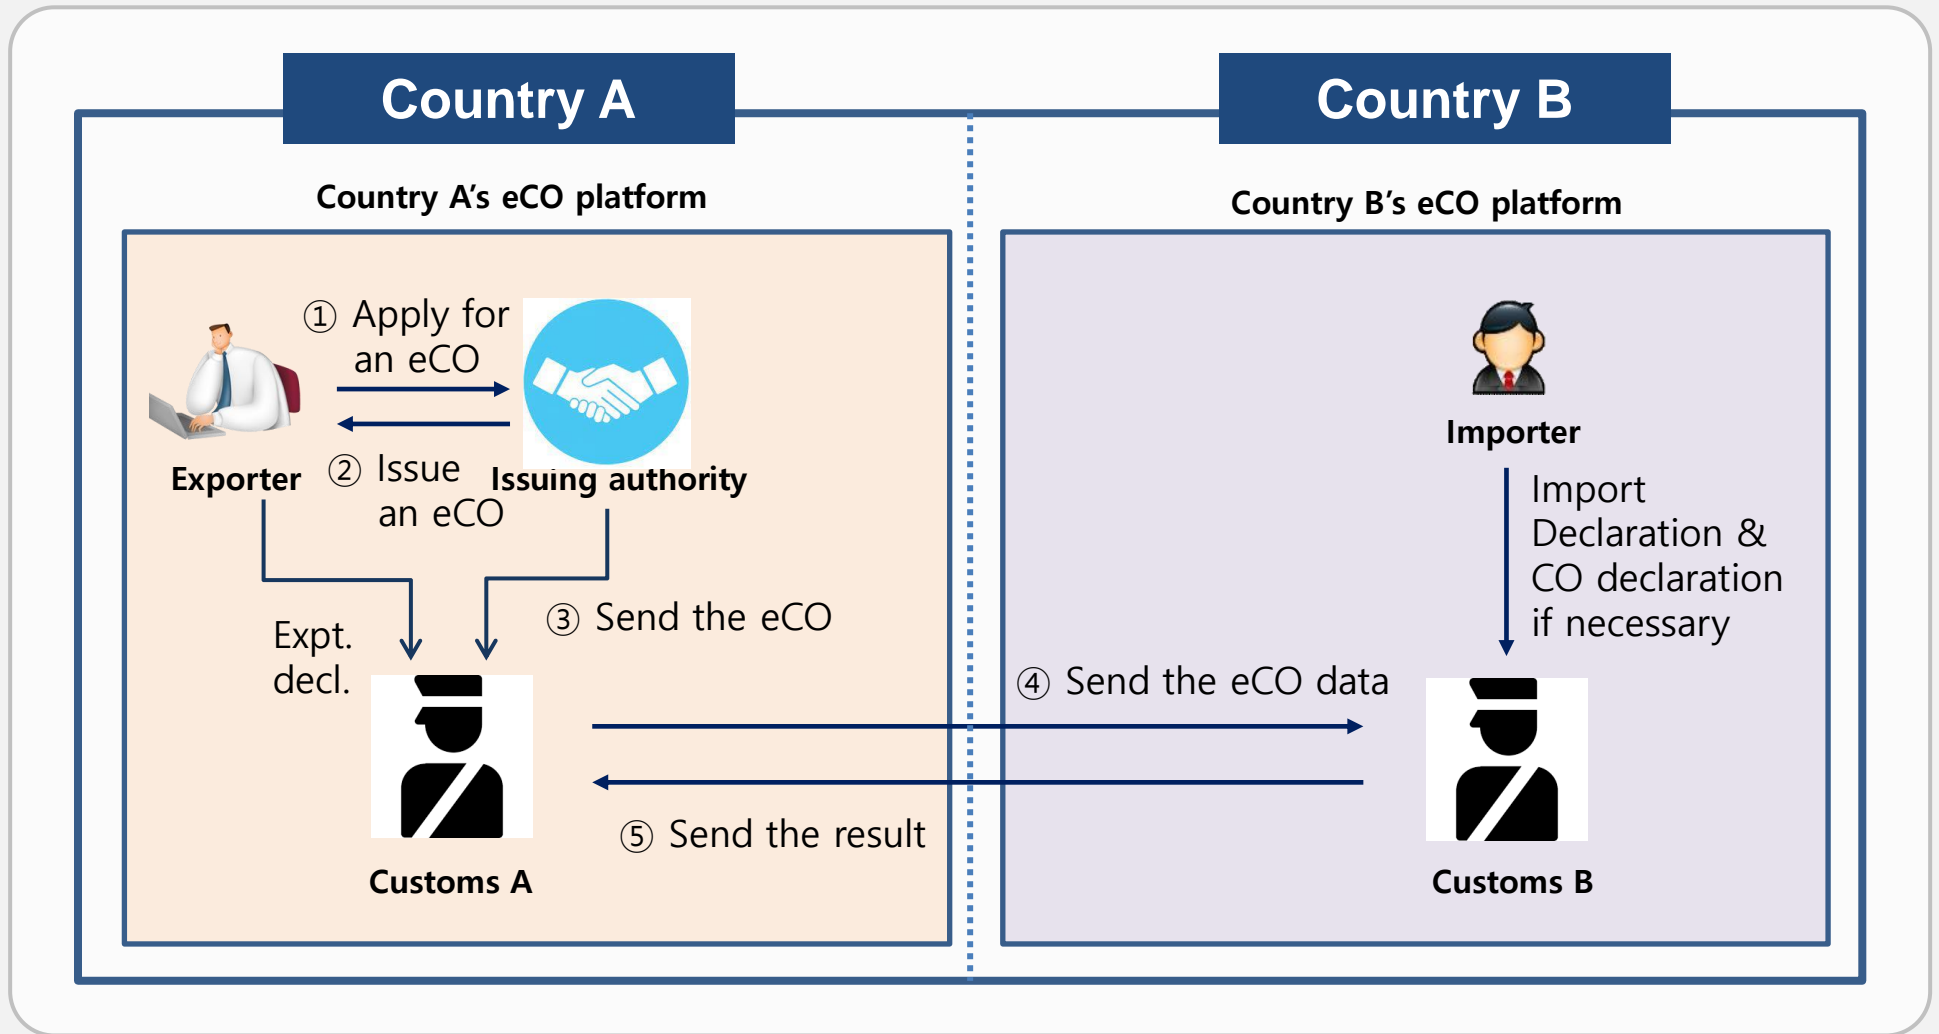 Country A
Country B
Country A's eCO platform
Country B's eCO platform
① Apply for
an eCO
Exporter
② Issue
an eCO
Issuing authority
Expt.
decl.
③ Send the eCO
Importer
Import
Declaration &
CO declaration
if necessary
④ Send the eCO data
⑤ Send the result
Customs A
Customs B